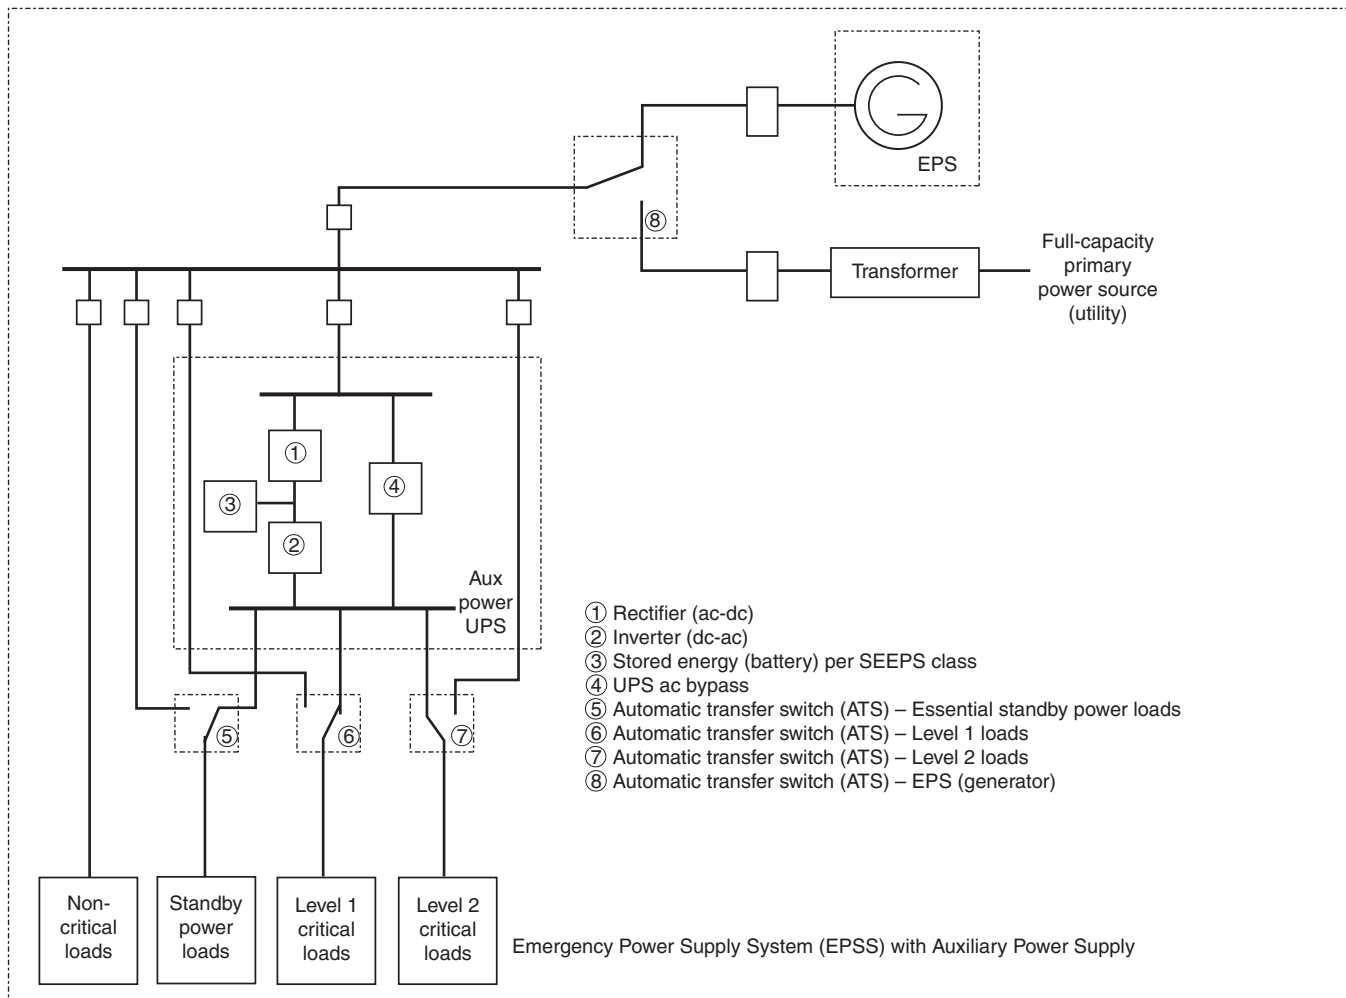 EPS
⑧
Full-capacity
primary
power source
(utility)
Transformer
①
④
③
②
Aux
power
UPS
① Rectifier (ac-dc)
② Inverter (dc-ac)
③ Stored energy (battery) per SEEPS class
④ UPS ac bypass
⑤ Automatic transfer switch (ATS) – Essential standby power loads
⑥ Automatic transfer switch (ATS) – Level 1 loads
⑦ Automatic transfer switch (ATS) – Level 2 loads
⑧ Automatic transfer switch (ATS) – EPS (generator)
⑤
⑥
⑦
Non-
critical
loads
Standby
power
loads
Level 1
critical
loads
Level 2
critical
loads
Emergency Power Supply System (EPSS) with Auxiliary Power Supply